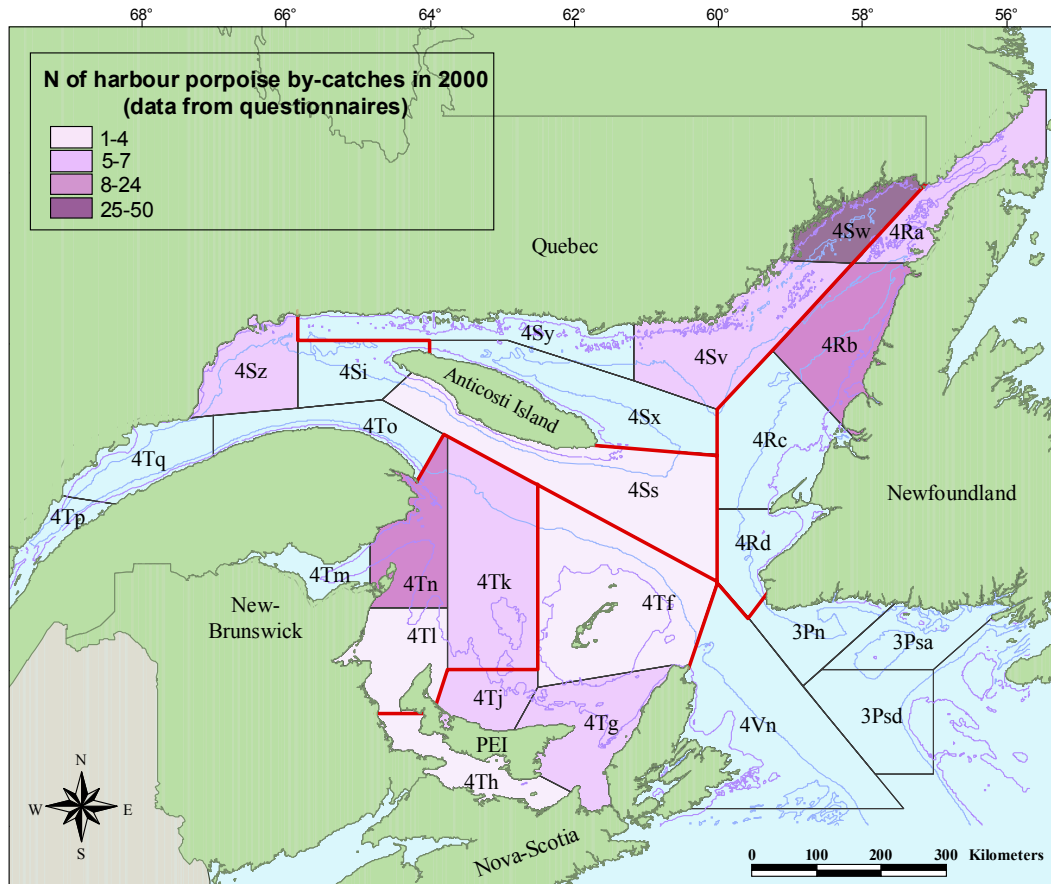 68° 66° 64° 62° 60° 58° 56°
N of harbour porpoise by-catches in 2000
(data from questionnaires)
1-4
5-7
8-24
25-50
Quebec
4Sw
4Ra
4Sy
4Sz
4Si
4Sv
4Rb
Anticosti Island
4Sx
4To
4Rc
4Tq
4Ss
Newfoundland
4Tp
4Rd
4Tm
4Tn
4Tk
4Tf
New-
Brunswick
4Tl
3Pn
3Psa
4Tj
4Tg
4Vn
3Psd
PEI
4Th
N
W
E
S
Nova-Scotia
0 100 200 300 Kilometers